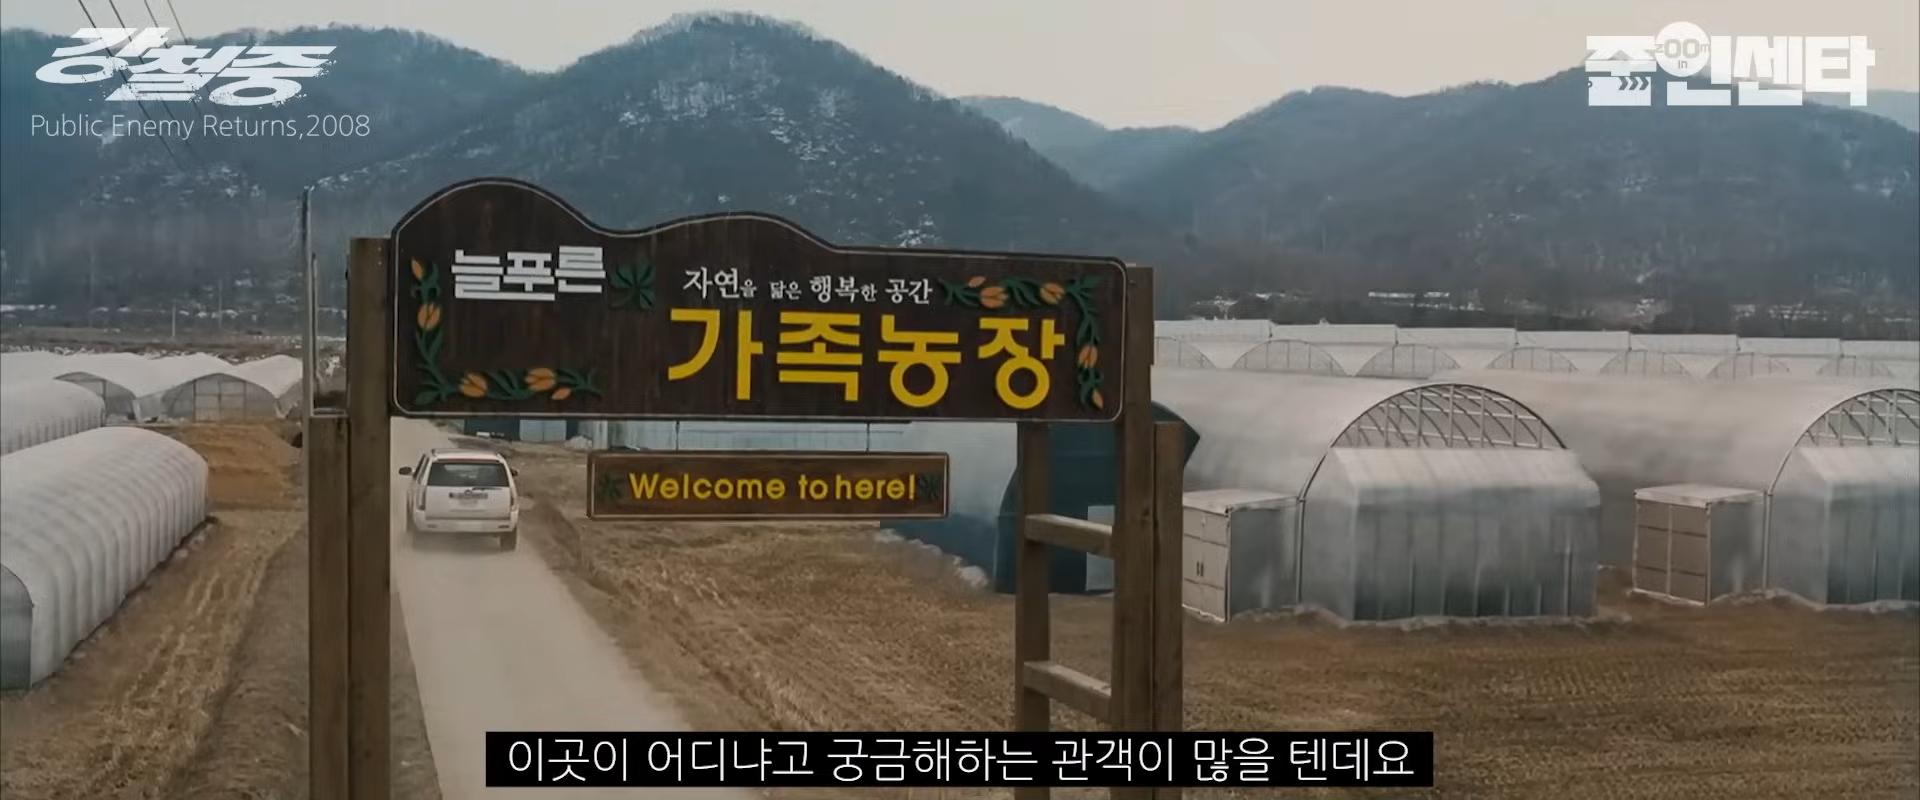 강철중
Public Enemy Returns,2008
줌인센타
zoom
in
늘푸른
자연을 닮은 행복한 공간
가족농장
Welcome to here!
이곳이 어디냐고 궁금해하는 관객이 많을 텐데요